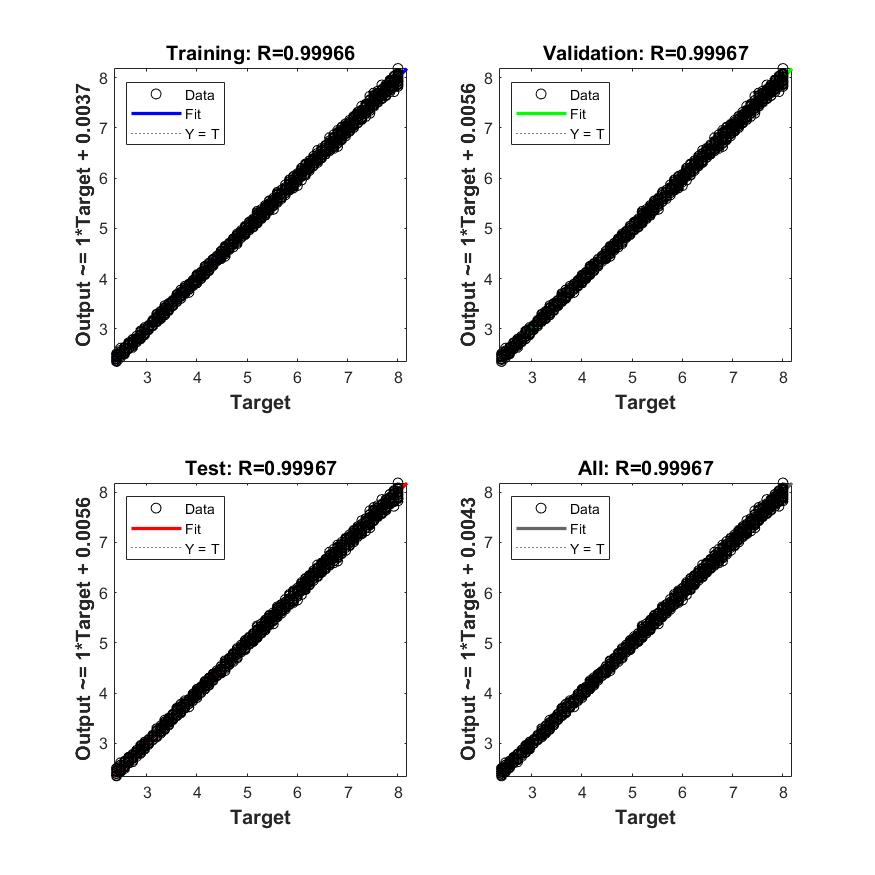 Training: R=0.99966
Output ~= 1*Target + 0.0037
8
7
6
5
4
3
Data
Fit
Y = T
3 4 5 6 7 8
Target
Validation: R=0.99967
Output ~= 1*Target + 0.0056
8
7
6
5
4
3
Data
Fit
Y = T
3 4 5 6 7 8
Target
Test: R=0.99967
Output ~= 1*Target + 0.0056
8
7
6
5
4
3
Data
Fit
Y = T
3 4 5 6 7 8
Target
All: R=0.99967
Output ~= 1*Target + 0.0043
8
7
6
5
4
3
Data
Fit
Y = T
3 4 5 6 7 8
Target